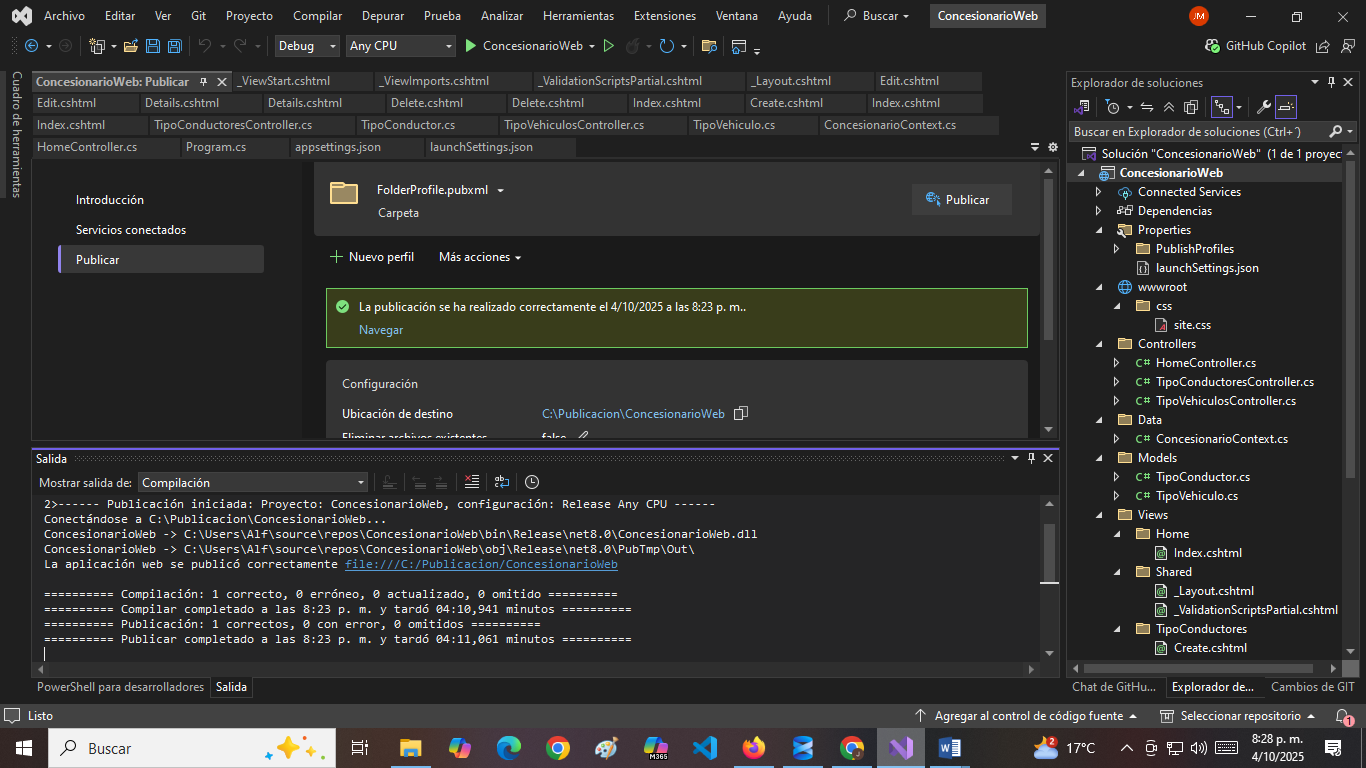 Archivo Editar Ver Git Proyecto Compilar Depurar Prueba Analizar Herramientas Extensiones Ventana Ayuda Buscar ConcesionarioWeb JM
Debug Any CPU ConcesionarioWeb GitHub Copilot
Cuadro de herramientas
ConcesionarioWeb: Publicar _ViewStart.cshtml _ViewImports.cshtml _ValidationScriptsPartial.cshtml _Layout.cshtml Edit.cshtml
Edit.cshtml Details.cshtml Details.cshtml Delete.cshtml Delete.cshtml Index.cshtml Create.cshtml Index.cshtml
Index.cshtml TipoConductoresController.cs TipoConductor.cs TipoVehiculosController.cs TipoVehiculo.cs ConcesionarioContext.cs
HomeController.cs Program.cs appsettings.json launchSettings.json
Introducción
Servicios conectados
Publicar
FolderProfile.pubxml
Carpeta
Publicar
Nuevo perfil Más acciones
La publicación se ha realizado correctamente el 4/10/2025 a las 8:23 p. m..
Navegar
Configuración
Ubicación de destino C:\Publicacion\ConcesionarioWeb
Eliminar archivos existentes false
Salida
Mostrar salida de: Compilación
2>------ Publicación iniciada: Proyecto: ConcesionarioWeb, configuración: Release Any CPU ------
Conectándose a C:\Publicacion\ConcesionarioWeb...
ConcesionarioWeb -> C:\Users\Alf\source\repos\ConcesionarioWeb\bin\Release\net8.0\ConcesionarioWeb.dll
ConcesionarioWeb -> C:\Users\Alf\source\repos\ConcesionarioWeb\obj\Release\net8.0\PubTmp\Out\
La aplicación web se publicó correctamente file:///C:/Publicacion/ConcesionarioWeb
========== Compilación: 1 correcto, 0 erróneo, 0 actualizado, 0 omitido ==========
========== Compilar completado a las 8:23 p. m. y tardó 04:10,941 minutos ==========
========== Publicación: 1 correctos, 0 con error, 0 omitidos ==========
========== Publicar completado a las 8:23 p. m. y tardó 04:11,061 minutos ==========
PowerShell para desarrolladores Salida
Explorador de soluciones
Buscar en Explorador de soluciones (Ctrl+´)
Solución "ConcesionarioWeb" (1 de 1 proyec
ConcesionarioWeb
Connected Services
Dependencias
Properties
PublishProfiles
launchSettings.json
wwwroot
css
site.css
Controllers
HomeController.cs
TipoConductoresController.cs
TipoVehiculosController.cs
Data
ConcesionarioContext.cs
Models
TipoConductor.cs
TipoVehiculo.cs
Views
Home
Index.cshtml
Shared
_Layout.cshtml
_ValidationScriptsPartial.cshtml
TipoConductores
Create.cshtml
Chat de GitHu... Explorador de... Cambios de GIT
Listo Agregar al control de código fuente Seleccionar repositorio 1
Buscar M365 2 17°C 8:28 p. m.
4/10/2025